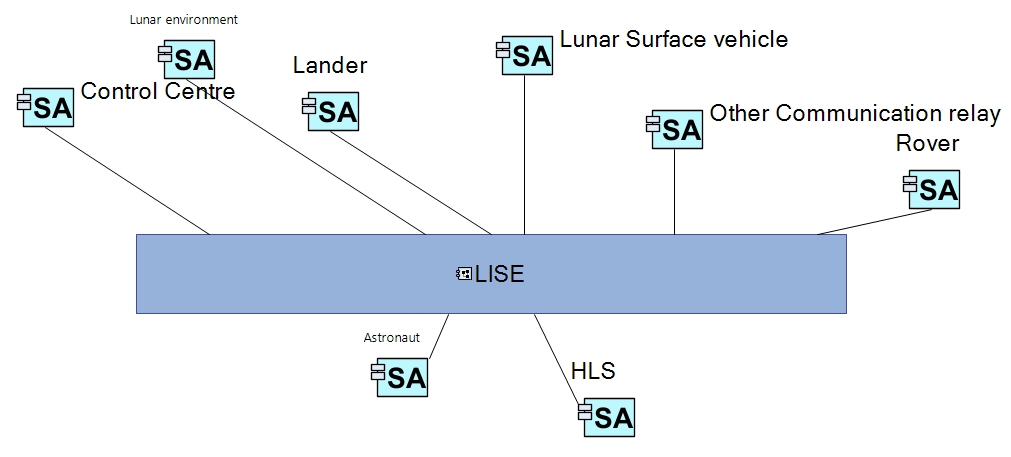 Lunar environment
SA
Lunar Surface vehicle
SA
Lander
SA
Control Centre
SA
Other Communication relay
SA
Rover
SA
LISE
Astronaut
SA
HLS
SA